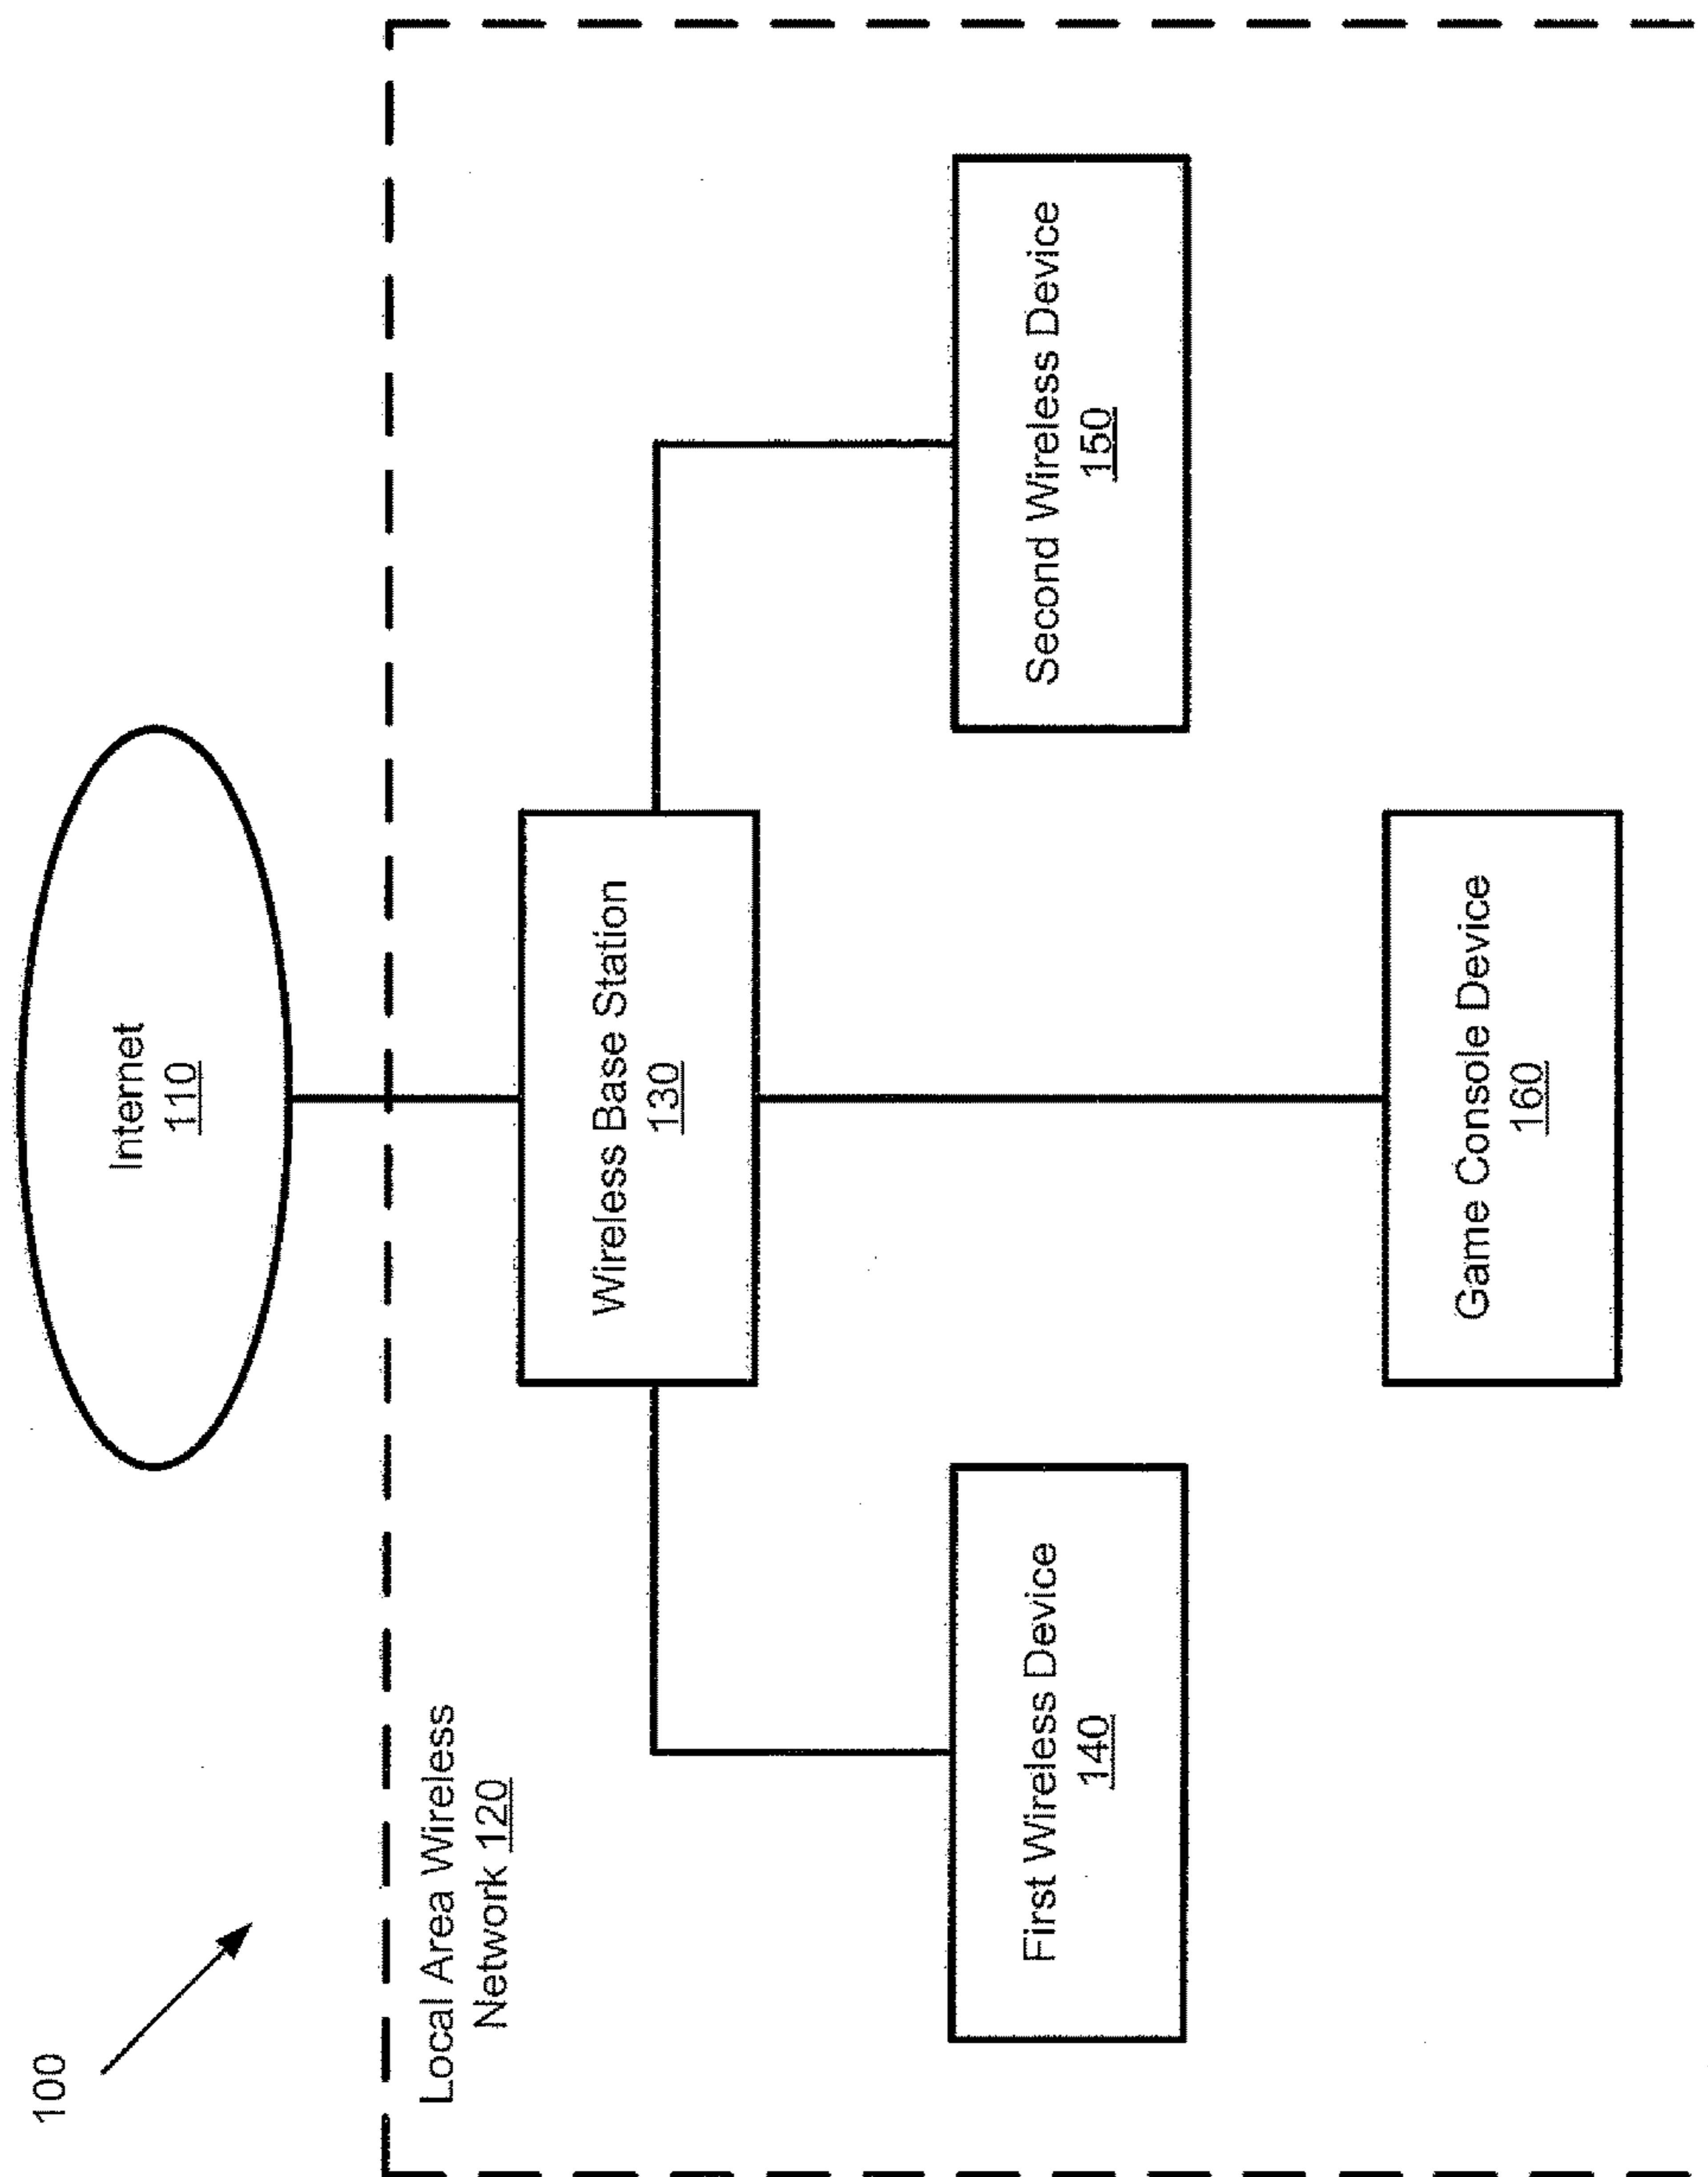 100
Internet
110
Local Area Wireless
Network 120
Wireless Base Station
130
First Wireless Device
140
Second Wireless Device
150
Game Console Device
160